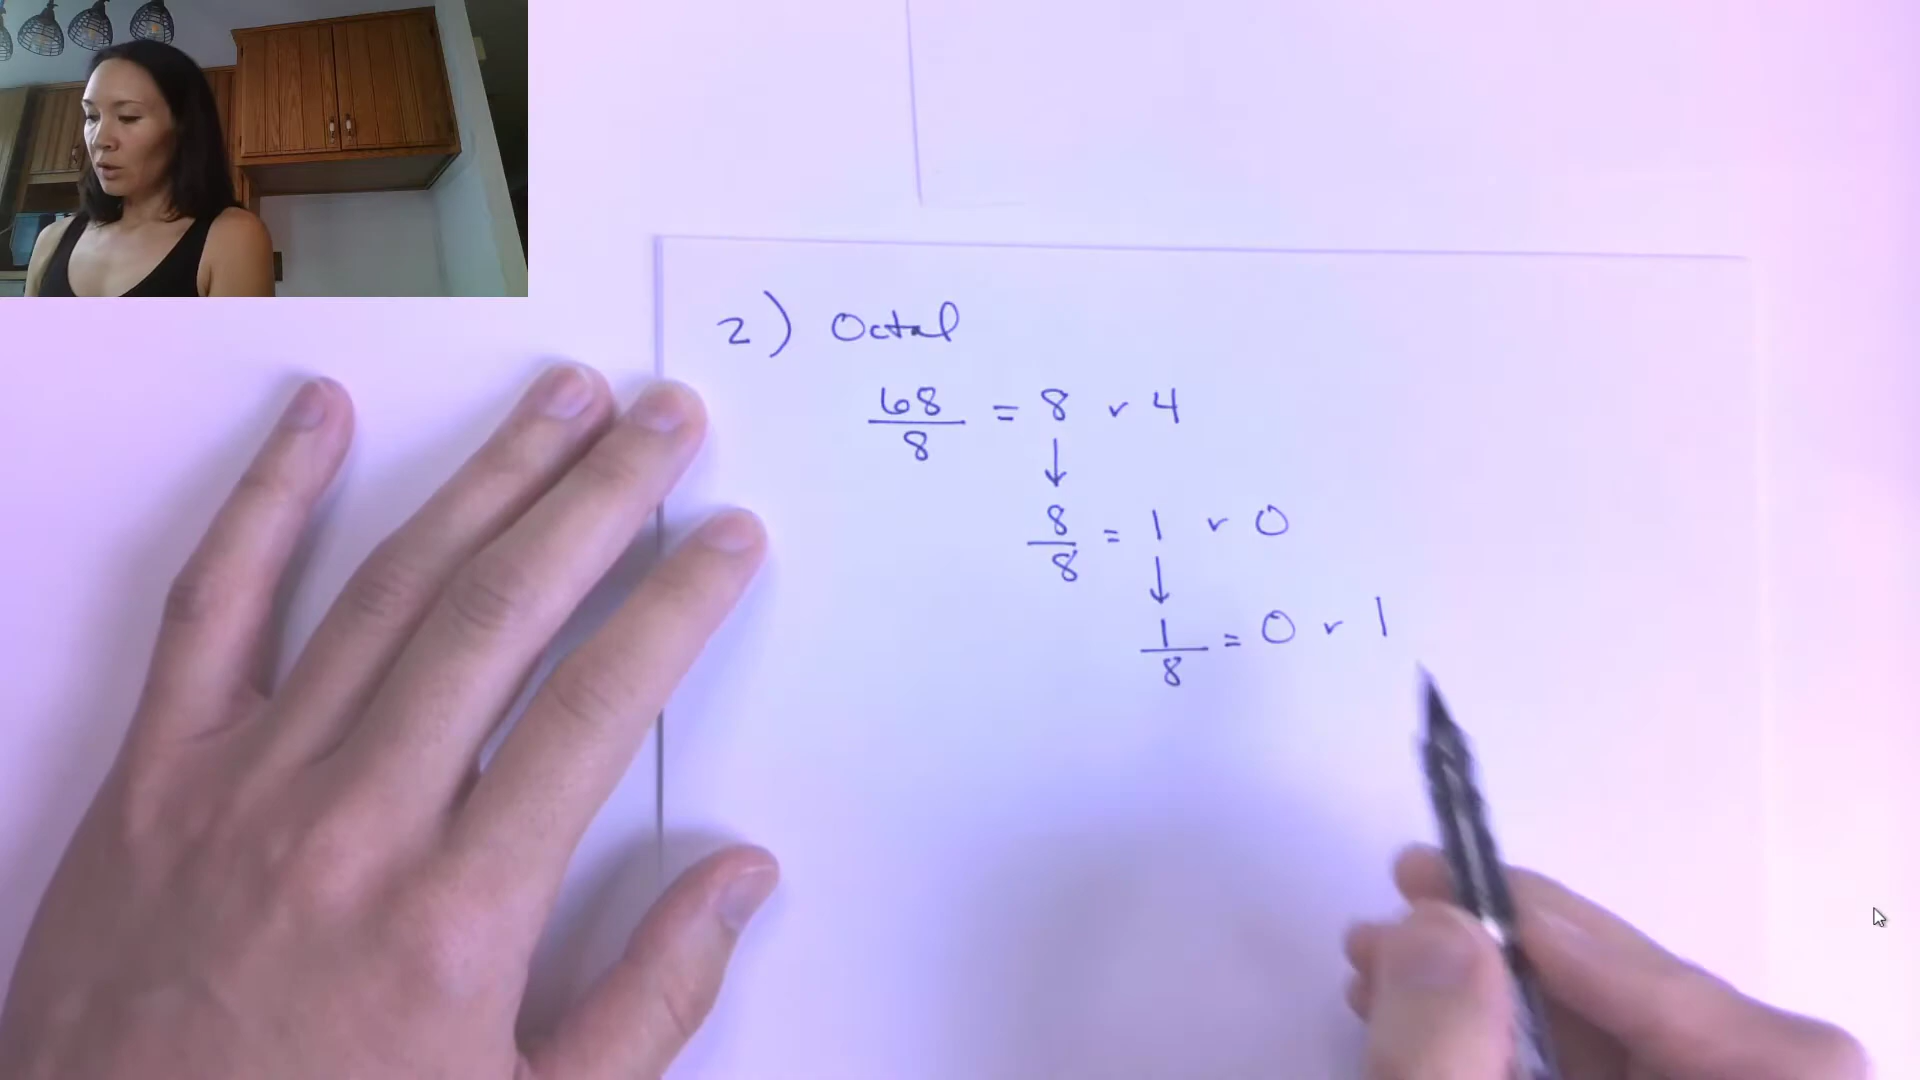 2) Octal
68/8 = 8 r 4
↓
8/8 = 1 r 0
↓
1/8 = 0 r 1